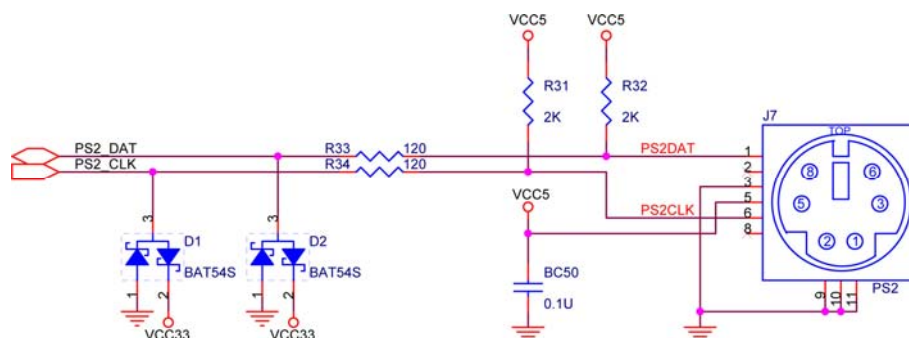 VCC5 VCC5
R31 R32
2K 2K
J7
TOP
PS2_DAT R33 120 PS2DAT 1
PS2_CLK R34 120 2
3
VCC5 5
PS2CLK 6
8
8 6
5 3
2 1
3 3
D1 D2
BAT54S BAT54S
BC50
0.1U
1 2 1 2
9 10 11
PS2
VCC33 VCC33